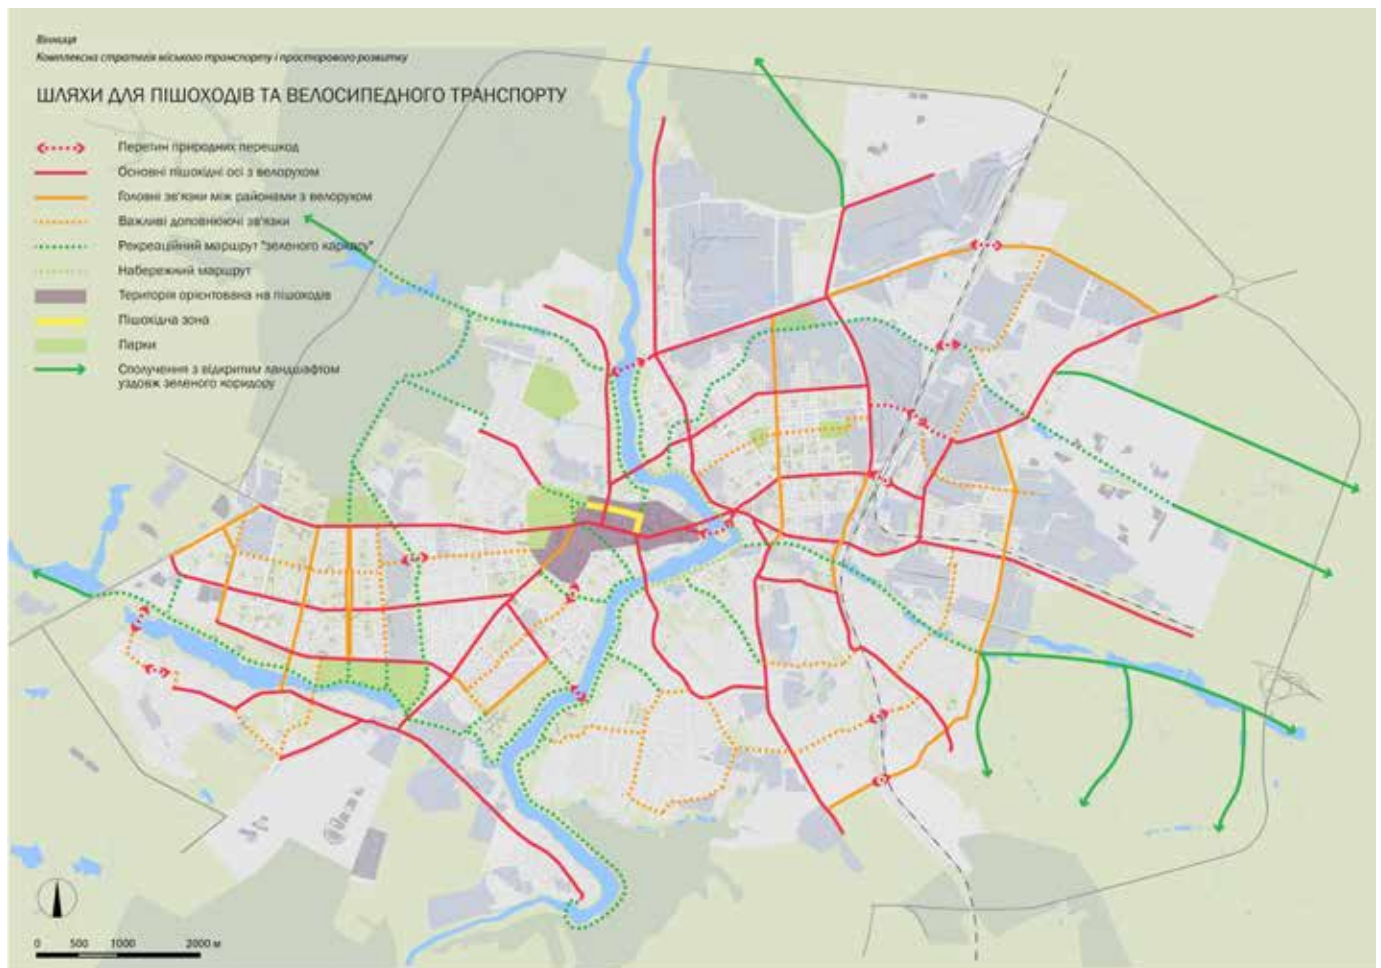 Вінниця
Комплексна стратегія міського транспорту і просторового розвитку
ШЛЯХИ ДЛЯ ПІШОХОДІВ ТА ВЕЛОСИПЕДНОГО ТРАНСПОРТУ
Перетин природних перешкод
Основні пішохідні осі з велорухом
Головні зв'язки між районами з велорухом
Важливі доповнюючі зв'язки
Рекреаційний маршрут "зеленого коридору"
Набережний маршрут
Територія орієнтована на пішоходів
Пішохідна зона
Парки
Сполучення з відкритим ландшафтом
уздовж зеленого коридору
0 500 1000 2000 м